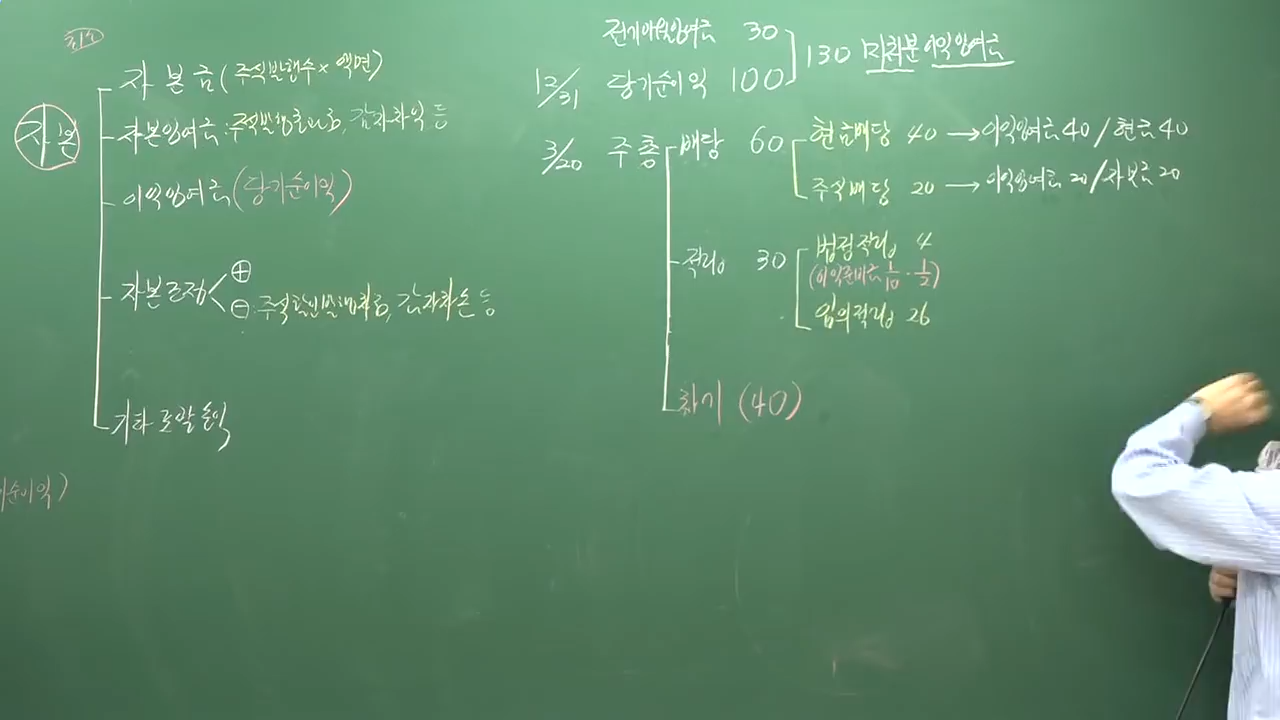 자본
자본금 (주식발행수 × 액면)
자본잉여금 : 주식발행초과금, 감자차익 등
이익잉여금 (당기순이익)
자본조정
⊕
⊖ : 주식할인발행차금, 감자차손 등
기타포괄손익
순이익)
전기이월이익잉여금 30
12/31 당기순이익 100
130 미처분이익잉여금
3/20 주총
배당 60
현금배당 40 → 이익잉여금 40 / 현금 40
주식배당 20 → 이익잉여금 20 / 자본금 20
적립 30
법정적립 4
(이익준비금 1/10 · 1/2)
임의적립 26
차기 (40)